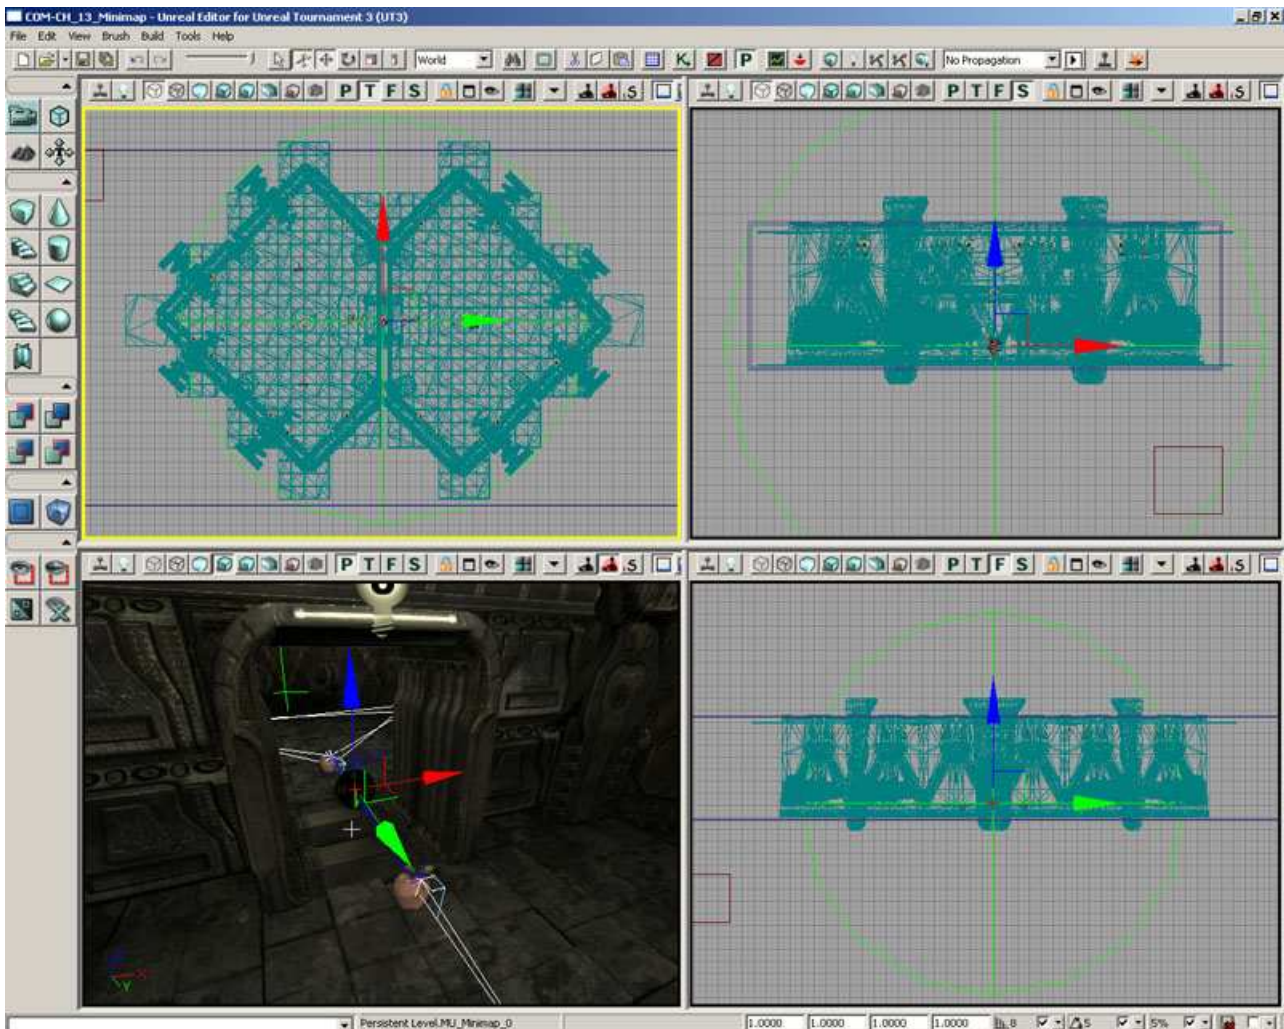 COM-CH_13_Minimap - Unreal Editor for Unreal Tournament 3 (UT3)
File Edit View Brush Build Tools Help
World
P
No Propagation
P T F S
P T F S
P T F S
P T F S
X
Y
Persistent Level.MU_Minimap_0
1.0000 1.0000 1.0000 1.0000 8 5 5%